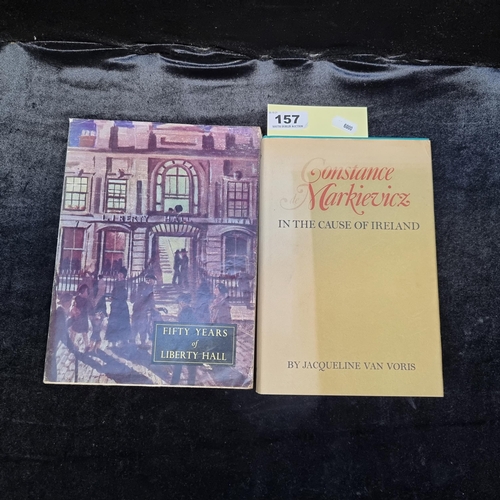 157
LIBERTY HALL
FIFTY YEARS
of
LIBERTY HALL
Constance
Markievicz
IN THE CAUSE OF IRELAND
BY JACQUELINE VAN VORIS